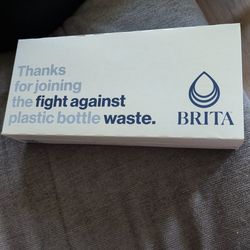 Thanks
for joining
the fight against
plastic bottle waste.
BRITA